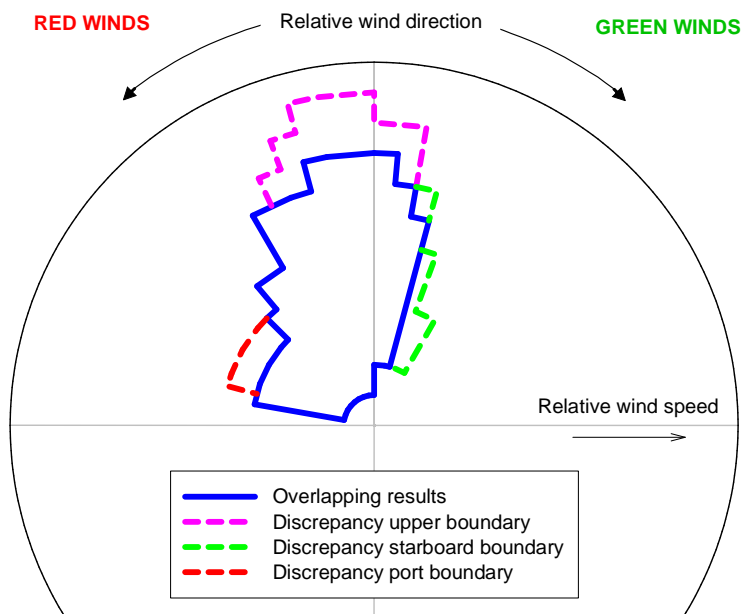 RED WINDS
Relative wind direction
GREEN WINDS
Relative wind speed
Overlapping results
Discrepancy upper boundary
Discrepancy starboard boundary
Discrepancy port boundary